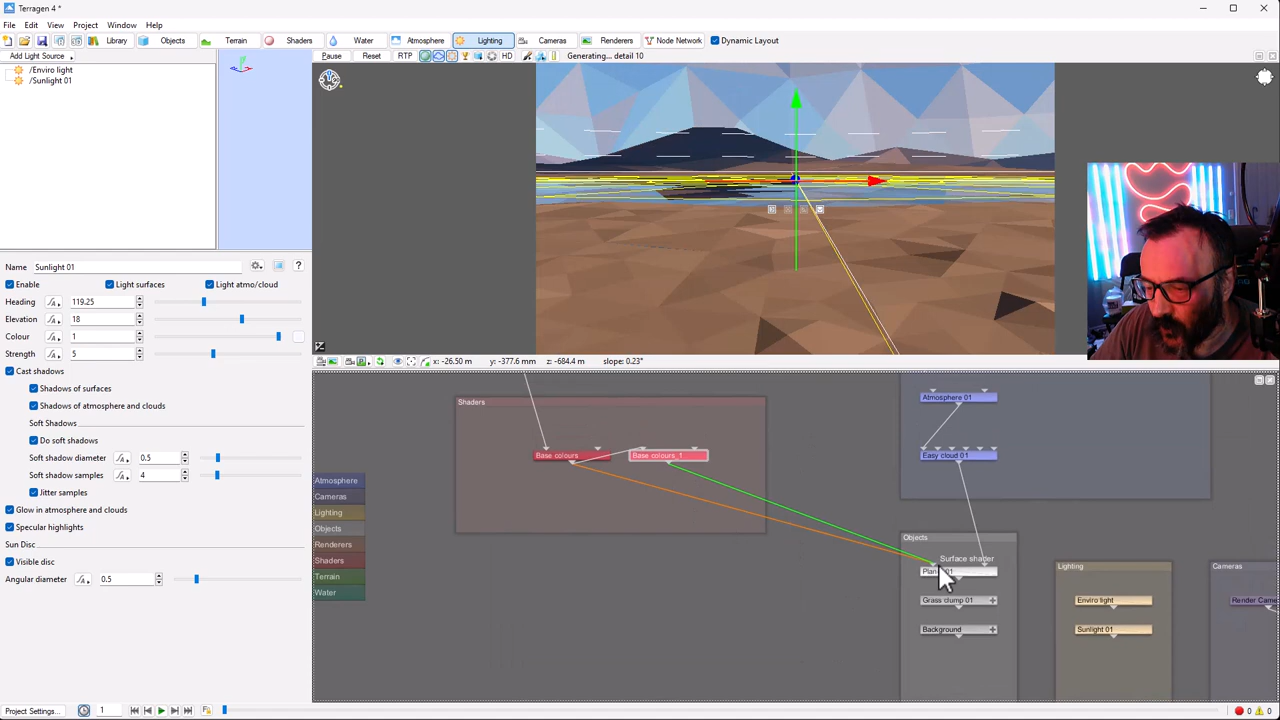 Terragen 4 *
File Edit View Project Window Help
Library Objects Terrain Shaders Water Atmosphere Lighting Cameras Renderers Node Network Dynamic Layout
Add Light Source Pause Reset RTP HD Generating... detail 10
/Enviro light
/Sunlight 01
x: -26.50 m y: -377.6 mm z: -684.4 m slope: 0.23°
Name Sunlight 01 ?
Enable Light surfaces Light atmo/cloud
Heading 119.25
Elevation 18
Colour 1
Strength 5
Cast shadows
Shadows of surfaces
Shadows of atmosphere and clouds
Soft Shadows
Do soft shadows
Soft shadow diameter 0.5
Soft shadow samples 4
Jitter samples
Glow in atmosphere and clouds
Specular highlights
Sun Disc
Visible disc
Angular diameter 0.5
Atmosphere
Cameras
Lighting
Objects
Renderers
Shaders
Terrain
Water
Shaders
Base colours Base colours_1
Atmosphere 01
Easy cloud 01
Objects
Surface shader
Grass clump 01
Background
Lighting
Enviro light
Sunlight 01
Cameras
Render Came
Project Settings... 1 0 0